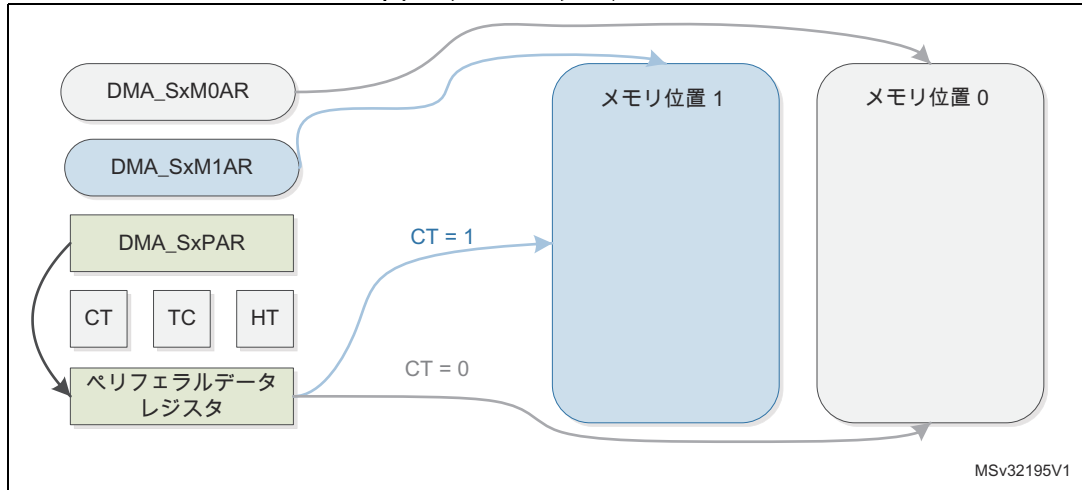 DMA_SxM0AR
メモリ位置 1
メモリ位置 0
DMA_SxM1AR
DMA_SxPAR
CT = 1
CT
TC
HT
ペリフェラルデータ
レジスタ
CT = 0
MSv32195V1